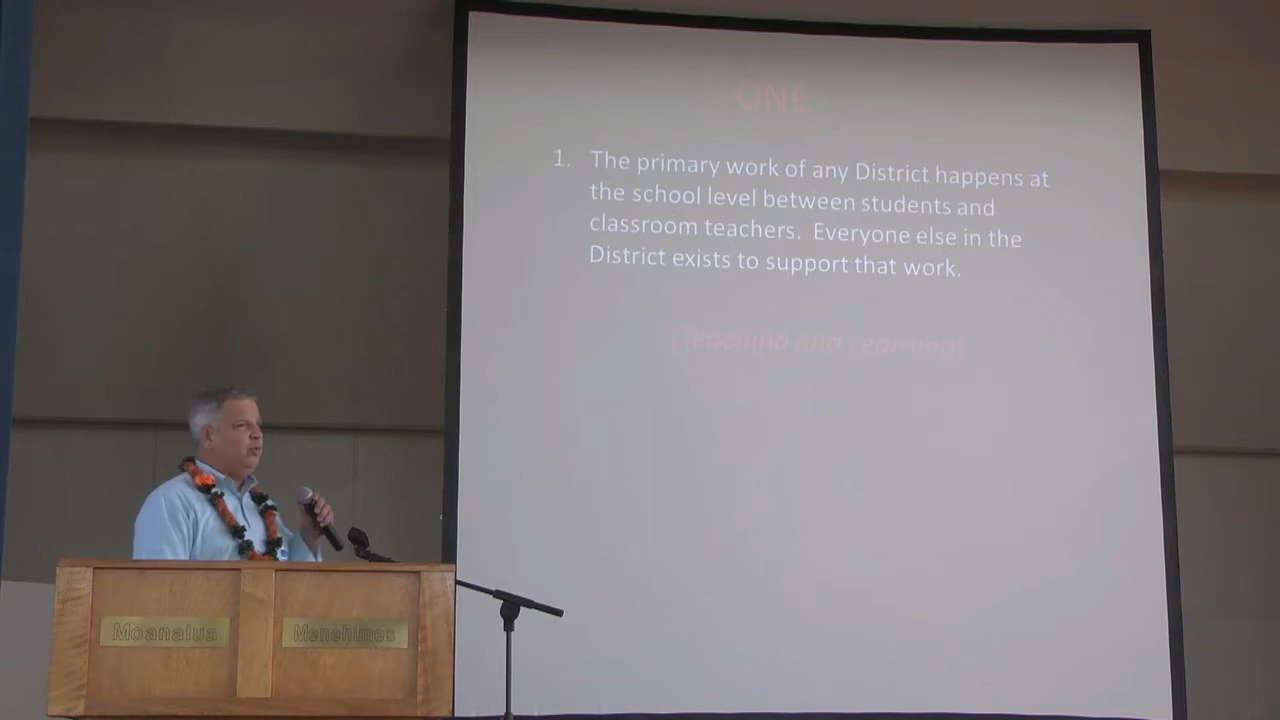 ONE
1. The primary work of any District happens at
the school level between students and
classroom teachers.  Everyone else in the
District exists to support that work.
(Teaching and Learning)
Moanalua
Menehunes